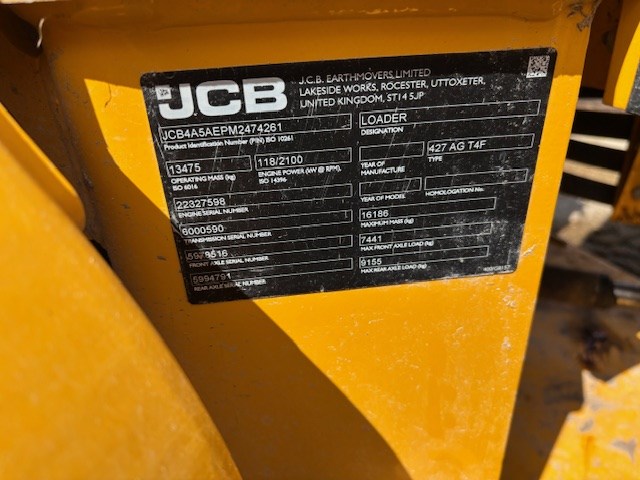 JCB
J.C.B. EARTHMOVERS LIMITED
LAKESIDE WORKS, ROCESTER, UTTOXETER,
UNITED KINGDOM, ST14 5JP
JCB4A5AEPM2474261
Product Identification Number (PIN) ISO 10261
LOADER
DESIGNATION
13475
OPERATING MASS (kg)
ISO 6016
118/2100
ENGINE POWER (kW @ RPM),
ISO 14396
YEAR OF
MANUFACTURE
427 AG T4F
TYPE
22327598
ENGINE SERIAL NUMBER
YEAR OF MODEL
HOMOLOGATION No.
6000590
TRANSMISSION SERIAL NUMBER
16186
MAXIMUM MASS (kg)
5979516
FRONT AXLE SERIAL NUMBER
7441
MAX FRONT AXLE LOAD (kg)
5994791
REAR AXLE SERIAL NUMBER
9155
MAX REAR AXLE LOAD (kg)